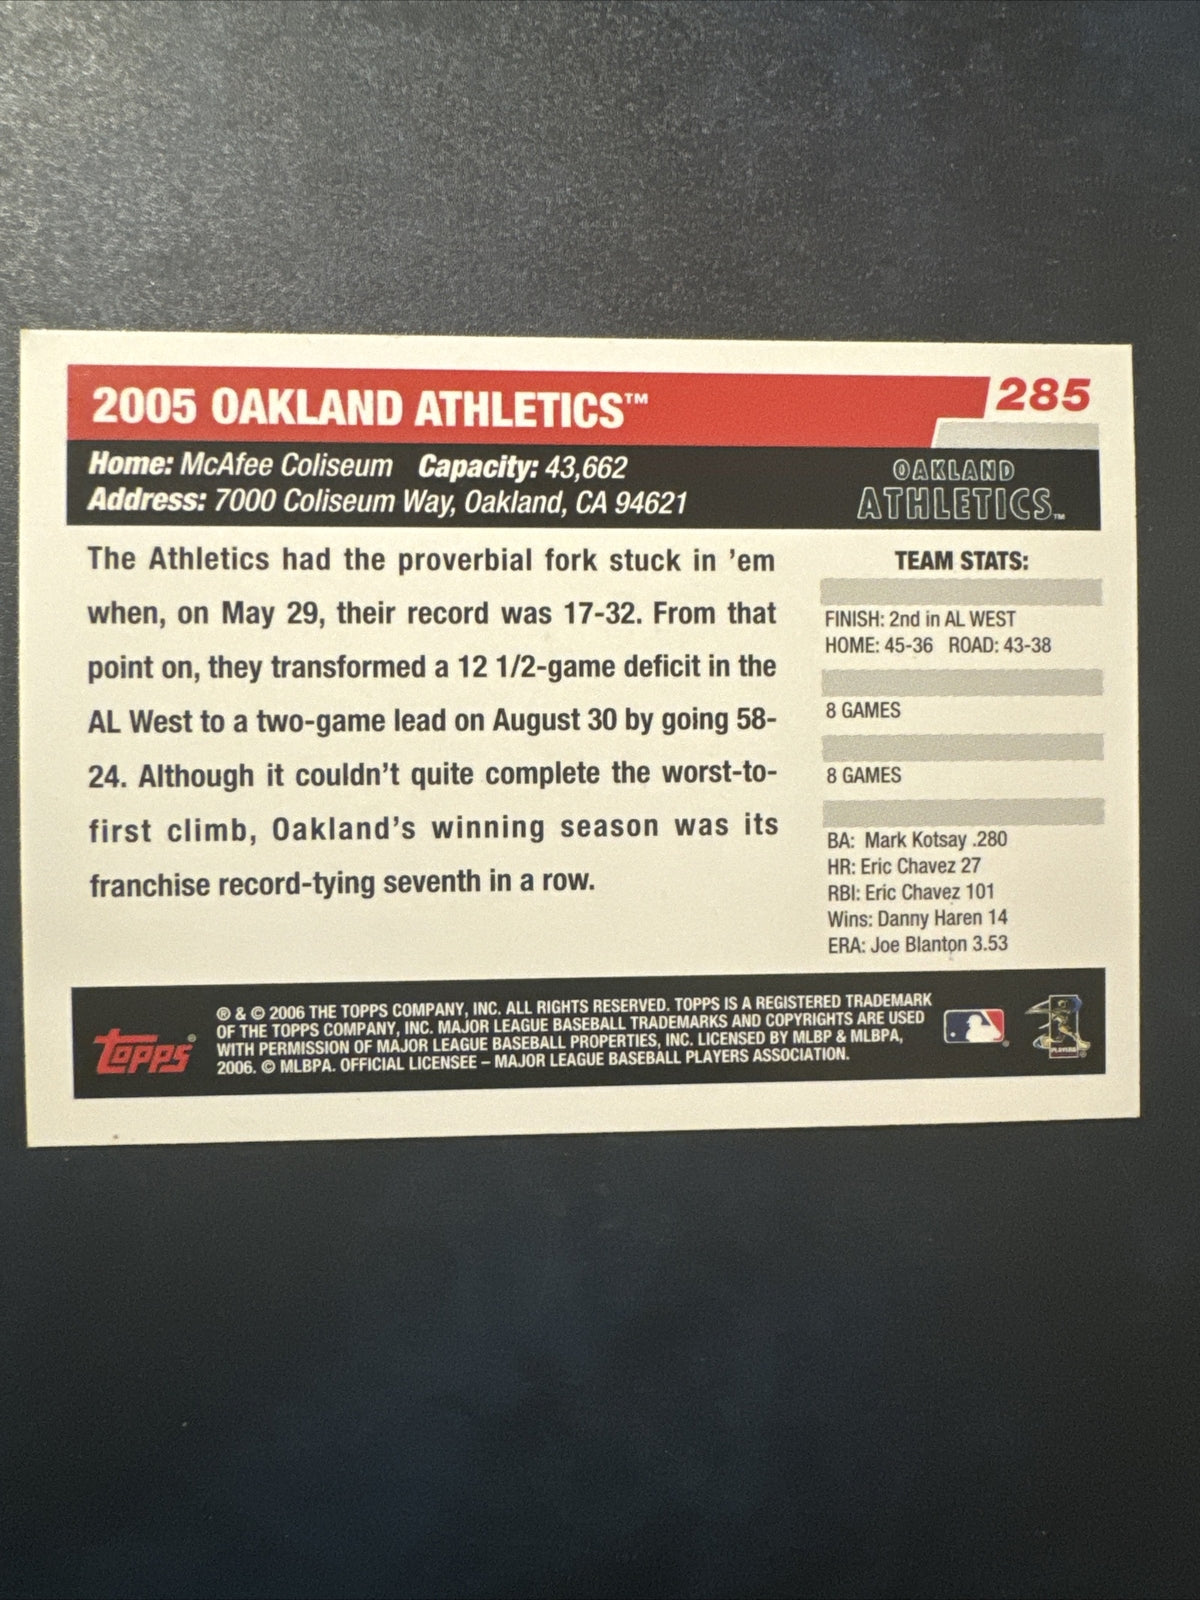 2005 OAKLAND ATHLETICS™
285
Home: McAfee Coliseum Capacity: 43,662
Address: 7000 Coliseum Way, Oakland, CA 94621
OAKLAND
ATHLETICS™
The Athletics had the proverbial fork stuck in 'em
when, on May 29, their record was 17-32. From that
point on, they transformed a 12 1/2-game deficit in the
AL West to a two-game lead on August 30 by going 58-
24. Although it couldn't quite complete the worst-to-
first climb, Oakland's winning season was its
franchise record-tying seventh in a row.
TEAM STATS:
FINISH: 2nd in AL WEST
HOME: 45-36 ROAD: 43-38
8 GAMES
8 GAMES
BA: Mark Kotsay .280
HR: Eric Chavez 27
RBI: Eric Chavez 101
Wins: Danny Haren 14
ERA: Joe Blanton 3.53
topps®
® & © 2006 THE TOPPS COMPANY, INC. ALL RIGHTS RESERVED. TOPPS IS A REGISTERED TRADEMARK
OF THE TOPPS COMPANY, INC. MAJOR LEAGUE BASEBALL TRADEMARKS AND COPYRIGHTS ARE USED
WITH PERMISSION OF MAJOR LEAGUE BASEBALL PROPERTIES, INC. LICENSED BY MLBP & MLBPA,
2006. © MLBPA. OFFICIAL LICENSEE – MAJOR LEAGUE BASEBALL PLAYERS ASSOCIATION.
PLAYERS